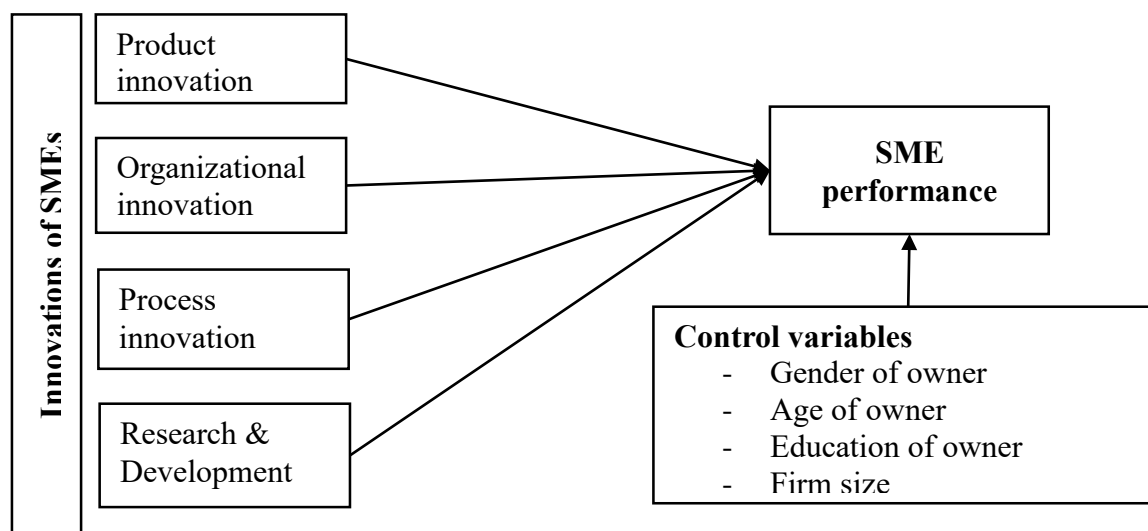 Innovations of SMEs
Product
innovation
Organizational
innovation
Process
innovation
Research &
Development
SME
performance
Control variables
- Gender of owner
- Age of owner
- Education of owner
- Firm size